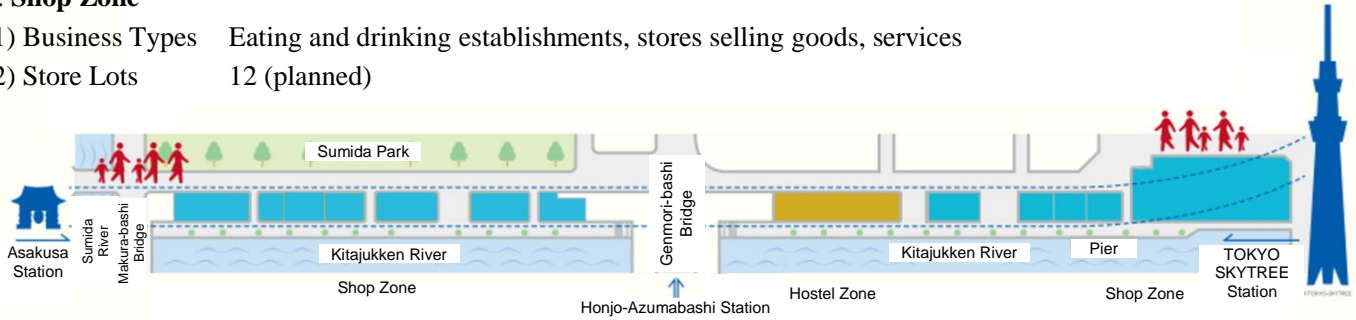 Shop Zone
1) Business Types Eating and drinking establishments, stores selling goods, services
2) Store Lots 12 (planned)
Sumida Park
Asakusa
Station
Sumida
River
Makura-bashi
Bridge
Kitajukken River
Shop Zone
Genmori-bashi
Bridge
Honjo-Azumabashi Station
Hostel Zone
Kitajukken River
Pier
Shop Zone
TOKYO
SKYTREE
Station
©TOKYO-SKYTREE